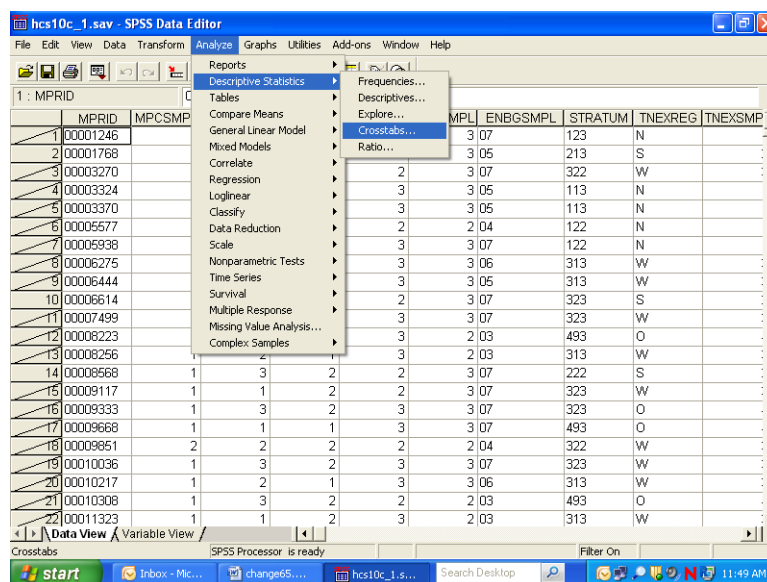 hcs10c_1.sav - SPSS Data Editor
File Edit View Data Transform Analyze Graphs Utilities Add-ons Window Help
1 : MPRID
Reports
Descriptive Statistics
Tables
Compare Means
General Linear Model
Mixed Models
Correlate
Regression
Loglinear
Classify
Data Reduction
Scale
Nonparametric Tests
Time Series
Survival
Multiple Response
Missing Value Analysis...
Complex Samples
Frequencies...
Descriptives...
Explore...
Crosstabs...
Ratio...
MPRID MPCSMP MPL ENBGSMPL STRATUM TNEXREG TNEXSMP
1 00001246 3 07 123 N
2 00001768 3 05 213 S
3 00003270 2 3 07 322 W
4 00003324 3 3 05 113 N
5 00003370 3 3 05 113 N
6 00005577 2 2 04 122 N
7 00005938 3 3 07 122 N
8 00006275 3 3 06 313 W
9 00006444 3 3 05 313 W
10 00006614 2 3 07 323 S
11 00007499 3 3 07 323 W
12 00008223 3 2 03 493 O
13 00008256 1 2 1 3 2 03 313 W
14 00008568 1 3 2 2 3 07 222 S
15 00009117 1 1 2 2 3 07 323 W
16 00009333 1 3 2 3 3 07 323 O
17 00009668 1 1 1 3 3 07 493 O
18 00009851 2 2 2 2 2 04 322 W
19 00010036 1 3 2 3 3 07 323 W
20 00010217 1 2 1 3 3 06 313 W
21 00010308 1 3 2 2 2 03 493 O
22 00011323 1 1 2 3 2 03 313 W
Data View Variable View
Crosstabs SPSS Processor is ready Filter On
start Inbox - Mic... change65.... hcs10c_1.s... Search Desktop 11:49 AM